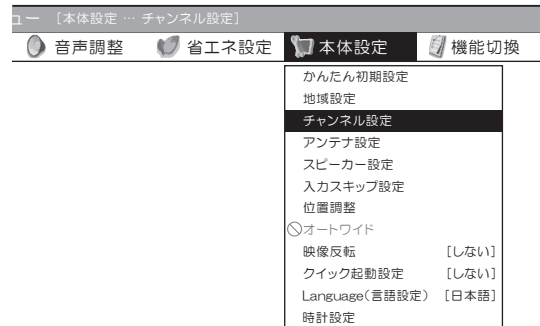 ュー [本体設定 … チャンネル設定]
音声調整 省エネ設定 本体設定 機能切換
かんたん初期設定
地域設定
チャンネル設定
アンテナ設定
スピーカー設定
入力スキップ設定
位置調整
オートワイド
映像反転 [しない]
クイック起動設定 [しない]
Language(言語設定) [日本語]
時計設定